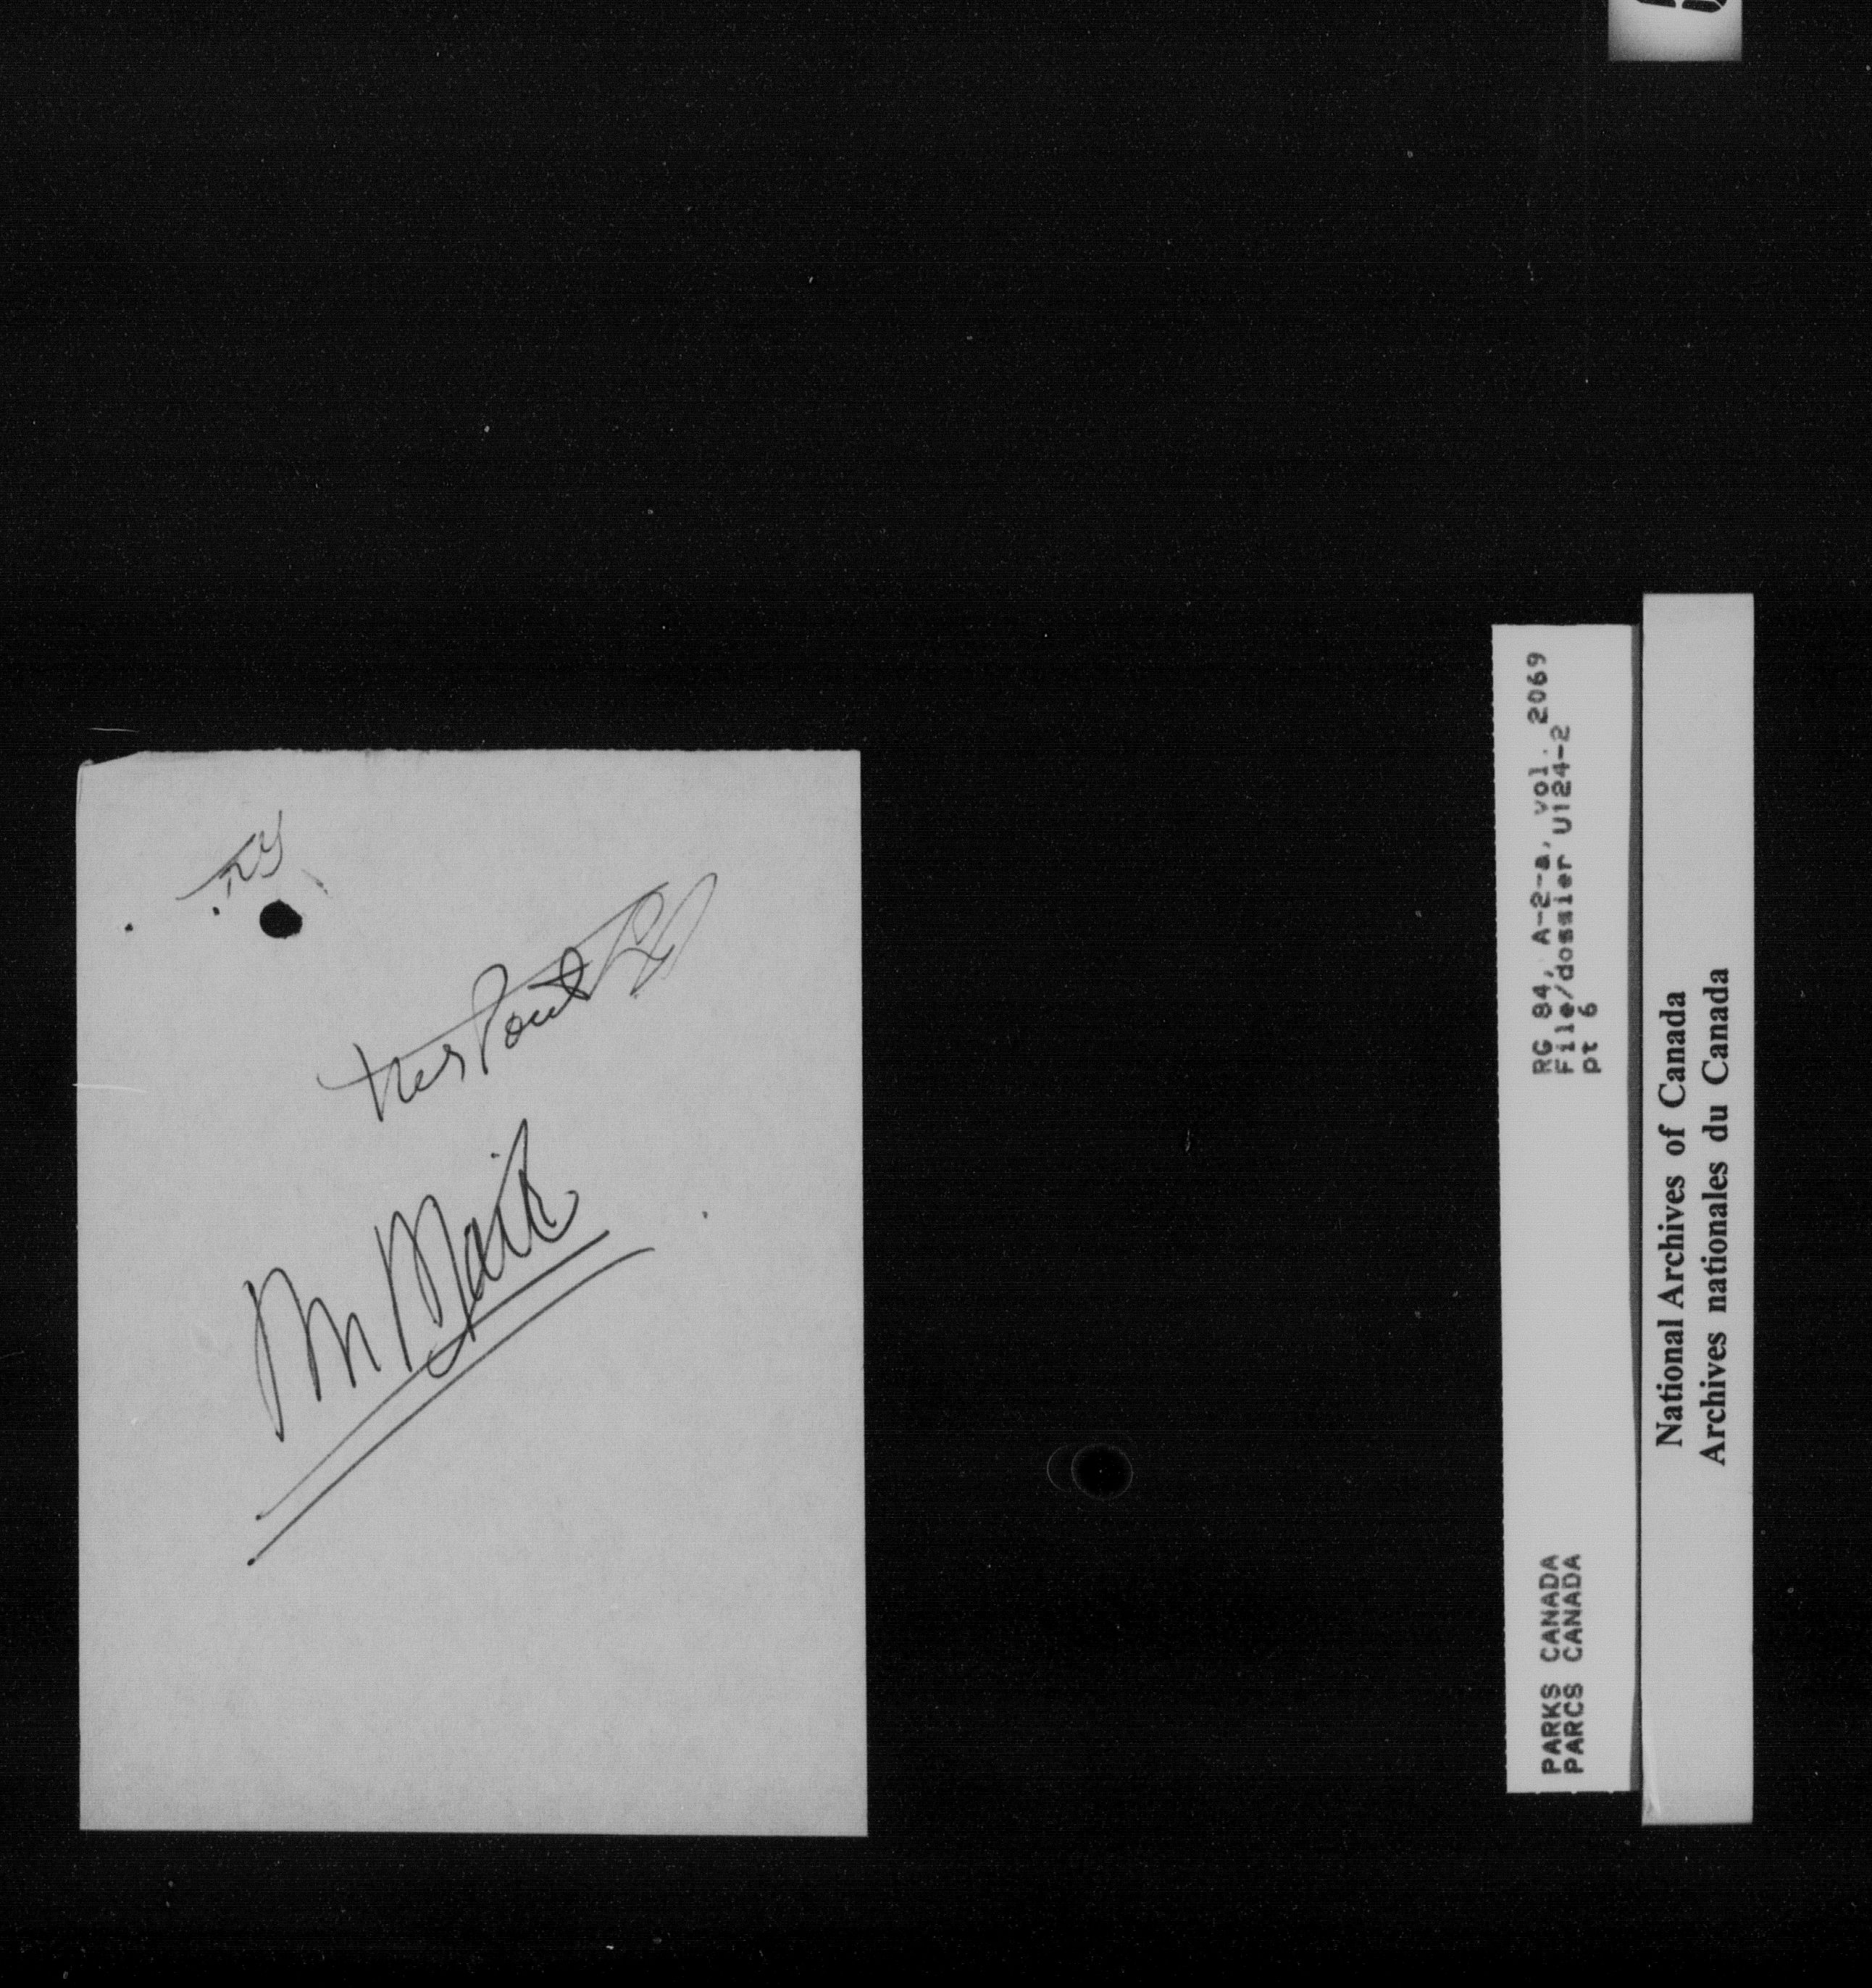 Mr Mair
PARKS CANADA
PARCS CANADA
RG 84, A-2-a, vol. 2069
File/dossier U124-2
pt 6
National Archives of Canada
Archives nationales du Canada